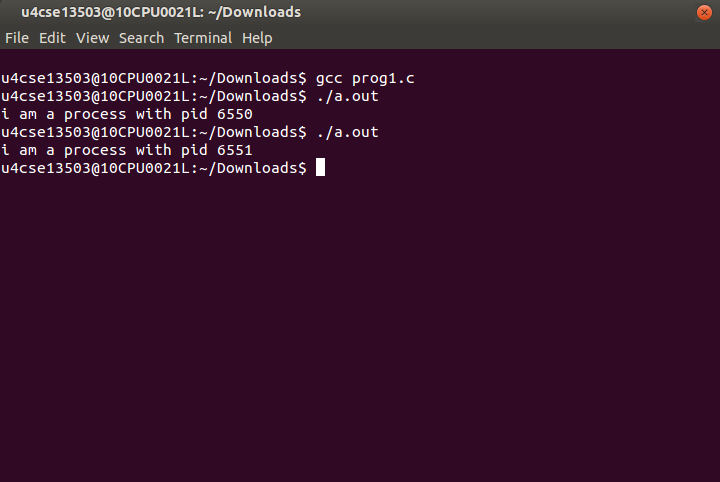 u4cse13503@10CPU0021L: ~/Downloads
File Edit View Search Terminal Help
u4cse13503@10CPU0021L:~/Downloads$ gcc prog1.c
u4cse13503@10CPU0021L:~/Downloads$ ./a.out
i am a process with pid 6550
u4cse13503@10CPU0021L:~/Downloads$ ./a.out
i am a process with pid 6551
u4cse13503@10CPU0021L:~/Downloads$